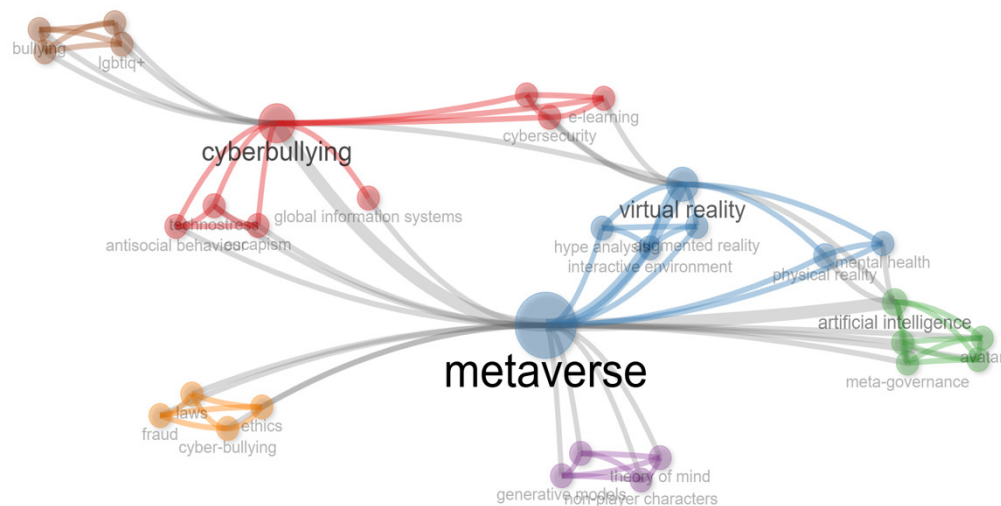 bullying
lgbtiq+
e-learning
cybersecurity
cyberbullying
virtual reality
global information systems
technostress
antisocial behavior
escapism
hype analysis
augmented reality
interactive environment
mental health
physical reality
artificial intelligence
avatar
meta-governance
metaverse
laws
ethics
fraud
cyber-bullying
theory of mind
generative models
non-player characters